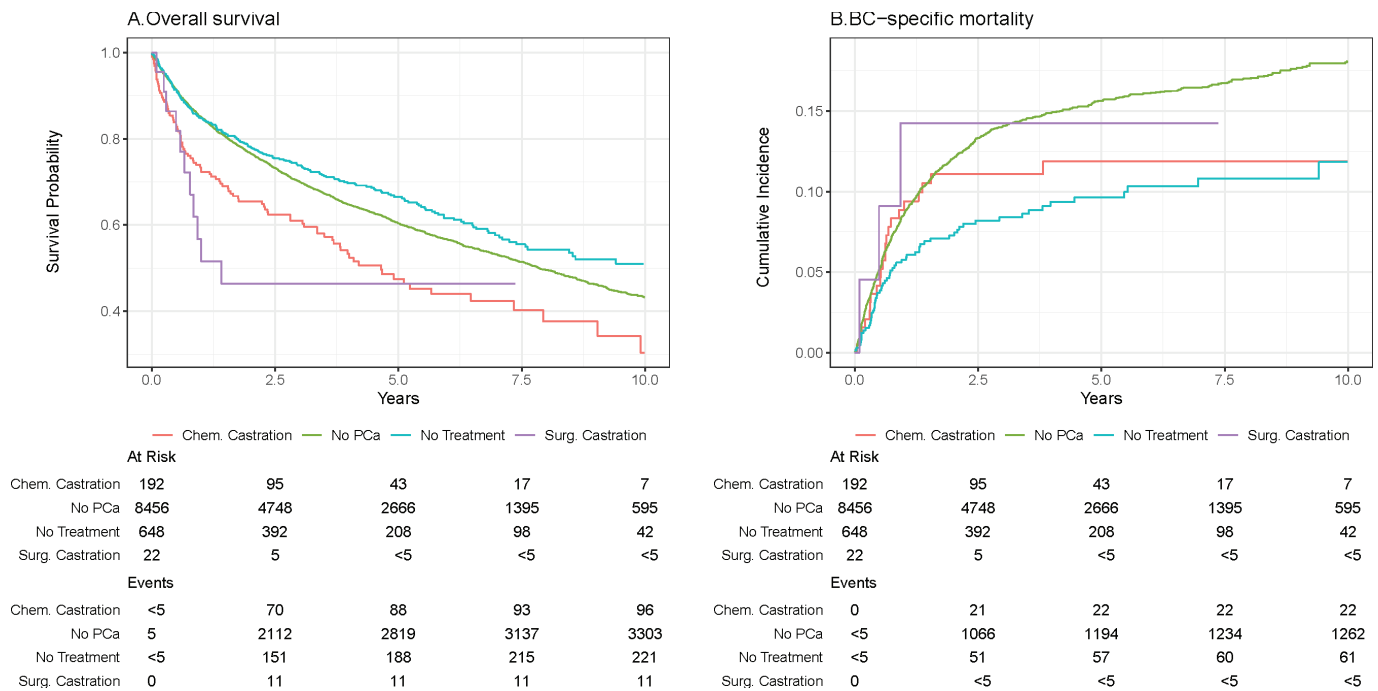 A.Overall survival
1.0
0.8
0.6
0.4
Survival Probability
0.0 2.5 5.0 7.5 10.0
Years
Chem. Castration No PCa No Treatment Surg. Castration
At Risk
Chem. Castration 192 95 43 17 7
No PCa 8456 4748 2666 1395 595
No Treatment 648 392 208 98 42
Surg. Castration 22 5 <5 <5 <5
Events
Chem. Castration <5 70 88 93 96
No PCa 5 2112 2819 3137 3303
No Treatment <5 151 188 215 221
Surg. Castration 0 11 11 11 11
B.BC−specific mortality
0.15
0.10
0.05
0.00
Cumulative Incidence
0.0 2.5 5.0 7.5 10.0
Years
Chem. Castration No PCa No Treatment Surg. Castration
At Risk
Chem. Castration 192 95 43 17 7
No PCa 8456 4748 2666 1395 595
No Treatment 648 392 208 98 42
Surg. Castration 22 5 <5 <5 <5
Events
Chem. Castration 0 21 22 22 22
No PCa <5 1066 1194 1234 1262
No Treatment <5 51 57 60 61
Surg. Castration 0 <5 <5 <5 <5